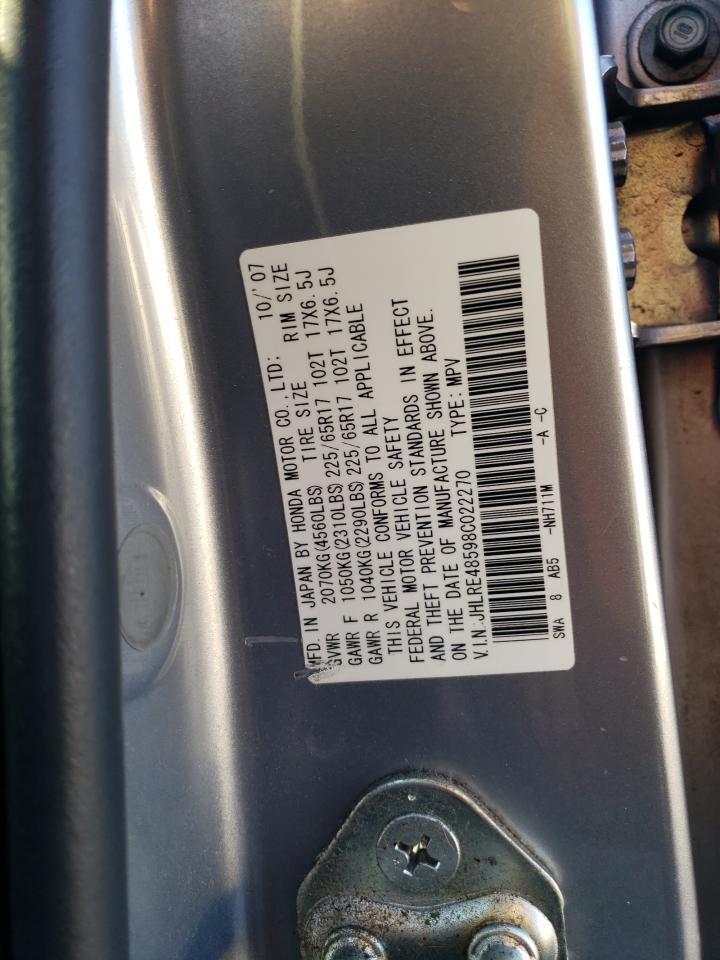 MFD. IN JAPAN BY HONDA MOTOR CO., LTD: 10/'07
GVWR 2070KG(4560LBS) TIRE SIZE RIM SIZE
GAWR F 1050KG(2310LBS) 225/65R17 102T 17X6.5J
GAWR R 1040KG(2290LBS) 225/65R17 102T 17X6.5J
THIS VEHICLE CONFORMS TO ALL APPLICABLE
FEDERAL MOTOR VEHICLE SAFETY
AND THEFT PREVENTION STANDARDS IN EFFECT
ON THE DATE OF MANUFACTURE SHOWN ABOVE.
V.I.N.:JHLRE48598C022270 TYPE: MPV
SWA 8 AB5 -NH711M -A -C
10